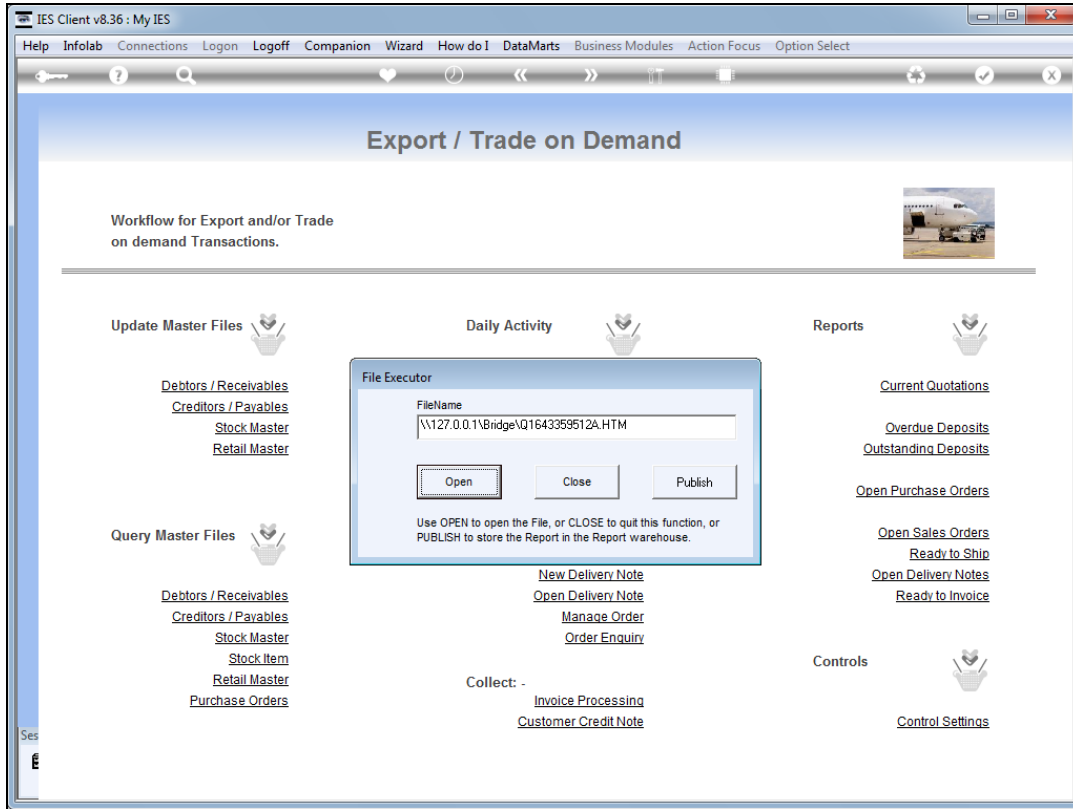 IES Client v8.36 : My IES
Help Infolab Connections Logon Logoff Companion Wizard How do I DataMarts Business Modules Action Focus Option Select
Export / Trade on Demand
Workflow for Export and/or Trade
on demand Transactions.
Update Master Files
Debtors / Receivables
Creditors / Payables
Stock Master
Retail Master
Query Master Files
Debtors / Receivables
Creditors / Payables
Stock Master
Stock Item
Retail Master
Purchase Orders
Daily Activity
File Executor
FileName
\\127.0.0.1\Bridge\Q1643359512A.HTM
Open Close Publish
Use OPEN to open the File, or CLOSE to quit this function, or
PUBLISH to store the Report in the Report warehouse.
New Delivery Note
Open Delivery Note
Manage Order
Order Enquiry
Collect: -
Invoice Processing
Customer Credit Note
Reports
Current Quotations
Overdue Deposits
Outstanding Deposits
Open Purchase Orders
Open Sales Orders
Ready to Ship
Open Delivery Notes
Ready to Invoice
Controls
Control Settings
Ses